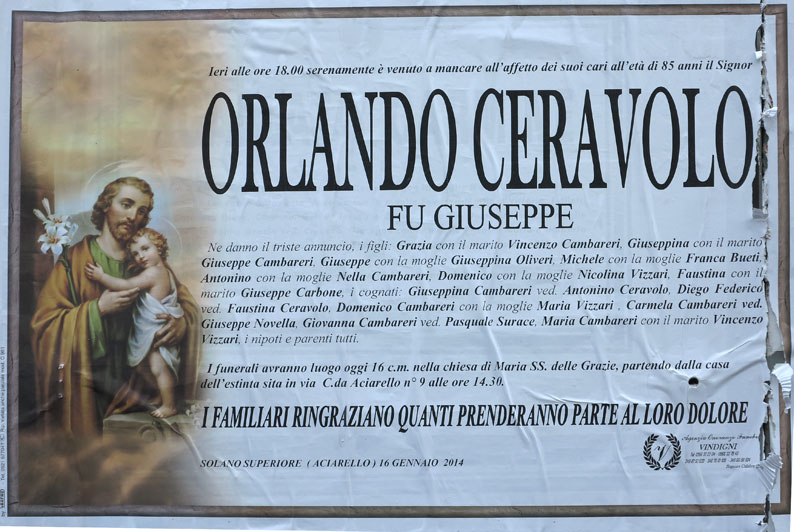 Ieri alle ore 18.00 serenamente è venuto a mancare all'affetto dei suoi cari all'età di 85 anni il Signor
ORLANDO CERAVOLO
FU GIUSEPPE
Ne danno il triste annuncio, i figli: Grazia con il marito Vincenzo Cambareri, Giuseppina con il marito
Giuseppe Cambareri, Giuseppe con la moglie Giuseppina Oliveri, Michele con la moglie Franca Bueti,
Antonino con la moglie Nella Cambareri, Domenico con la moglie Nicolina Vizzari, Faustina con il
marito Giuseppe Carbone, i cognati: Giuseppina Cambareri ved. Antonino Ceravolo, Diego Federico
ved. Faustina Ceravolo, Domenico Cambareri con la moglie Maria Vizzari , Carmela Cambareri ved.
Giuseppe Novella, Giovanna Cambareri ved. Pasquale Surace, Maria Cambareri con il marito Vincenzo
Vizzari, i nipoti e parenti tutti.
I funerali avranno luogo oggi 16 c.m. nella chiesa di Maria SS. delle Grazie, partendo dalla casa
dell'estinta sita in via C.da Aciarello n° 9 alle ore 14.30.
I FAMILIARI RINGRAZIANO QUANTI PRENDERANNO PARTE AL LORO DOLORE
Agenzia Onoranze Funebri
VINDIGNI
SOLANO SUPERIORE ( ACIARELLO ) 16 GENNAIO 2014